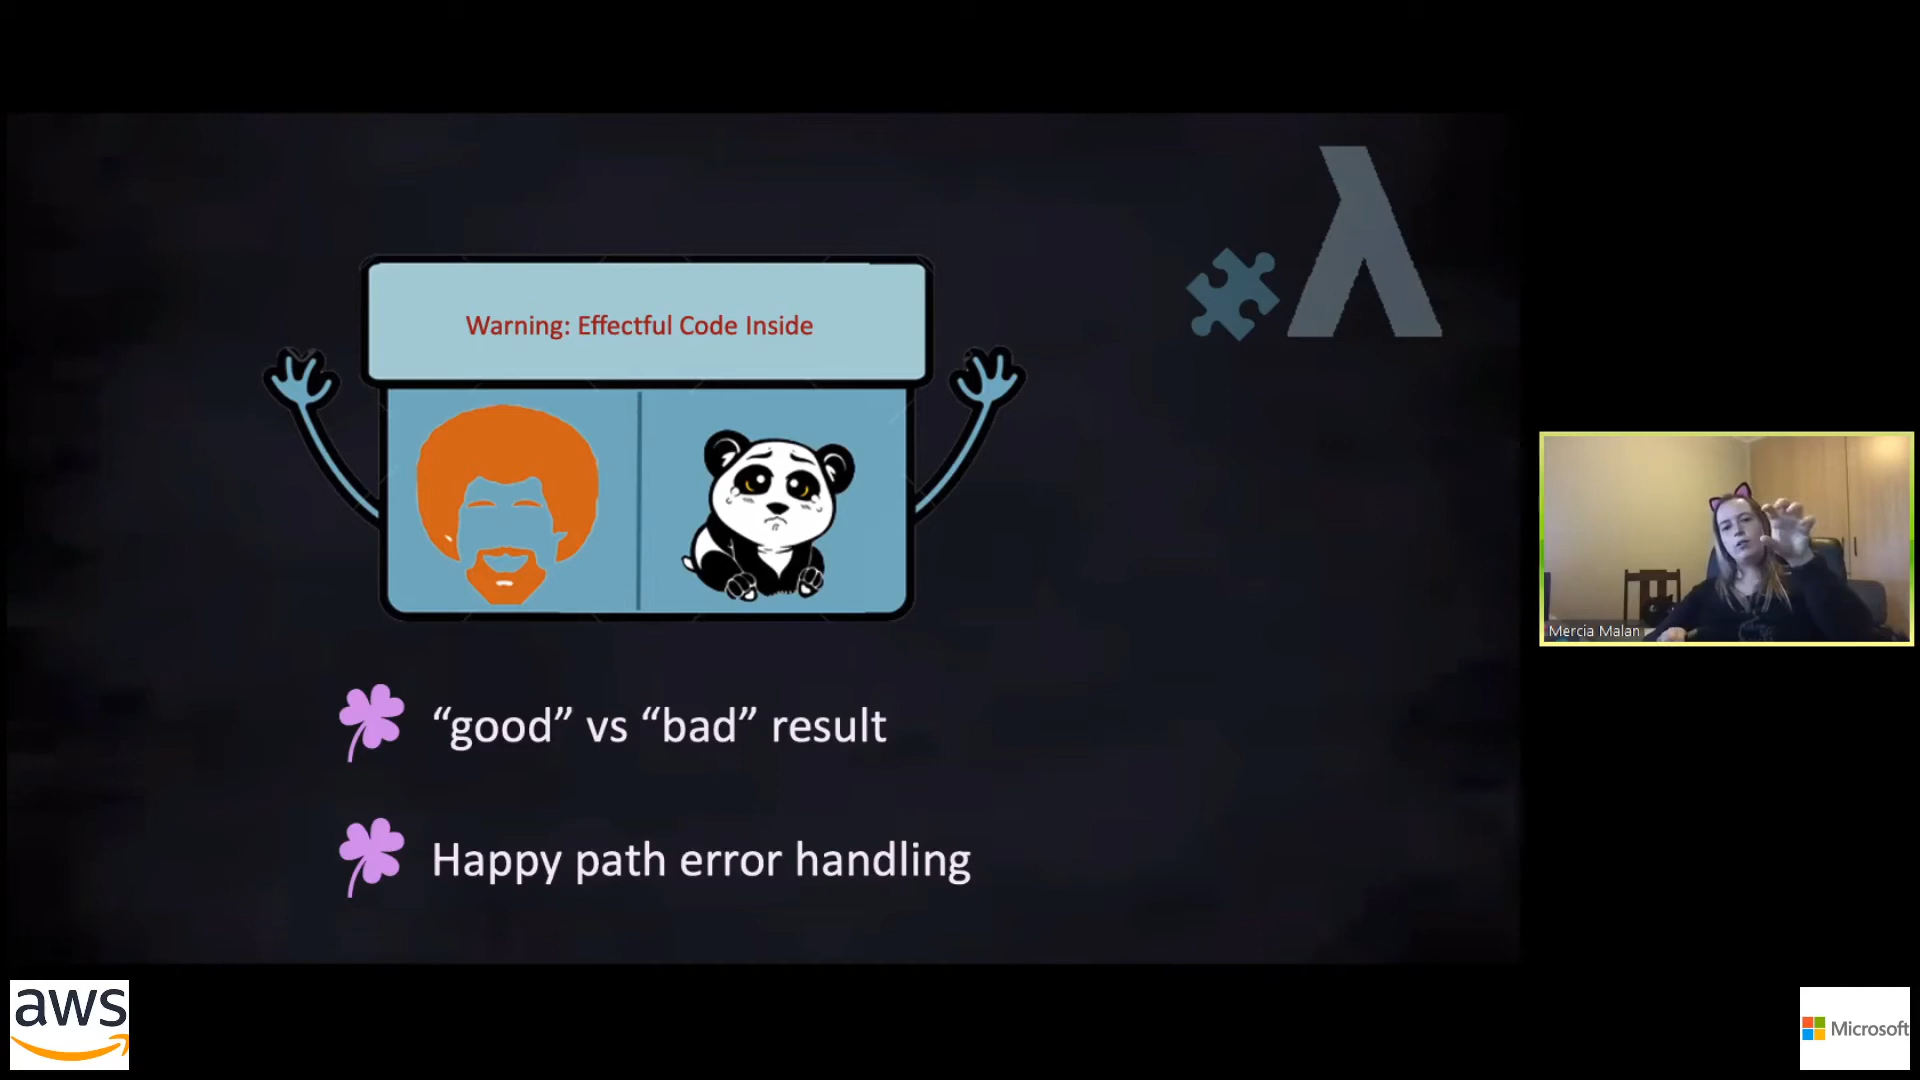 Warning: Effectful Code Inside
“good” vs “bad” result
Happy path error handling
Mercia Malan
aws
Microsoft